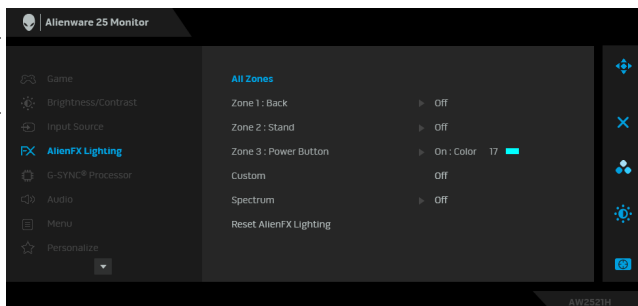 Alienware 25 Monitor
Game
Brightness/Contrast
Input Source
FX AlienFX Lighting
G-SYNC® Processor
Audio
Menu
Personalize
All Zones
Zone 1 : Back Off
Zone 2 : Stand Off
Zone 3 : Power Button On : Color 17
Custom Off
Spectrum Off
Reset AlienFX Lighting
AW2521H